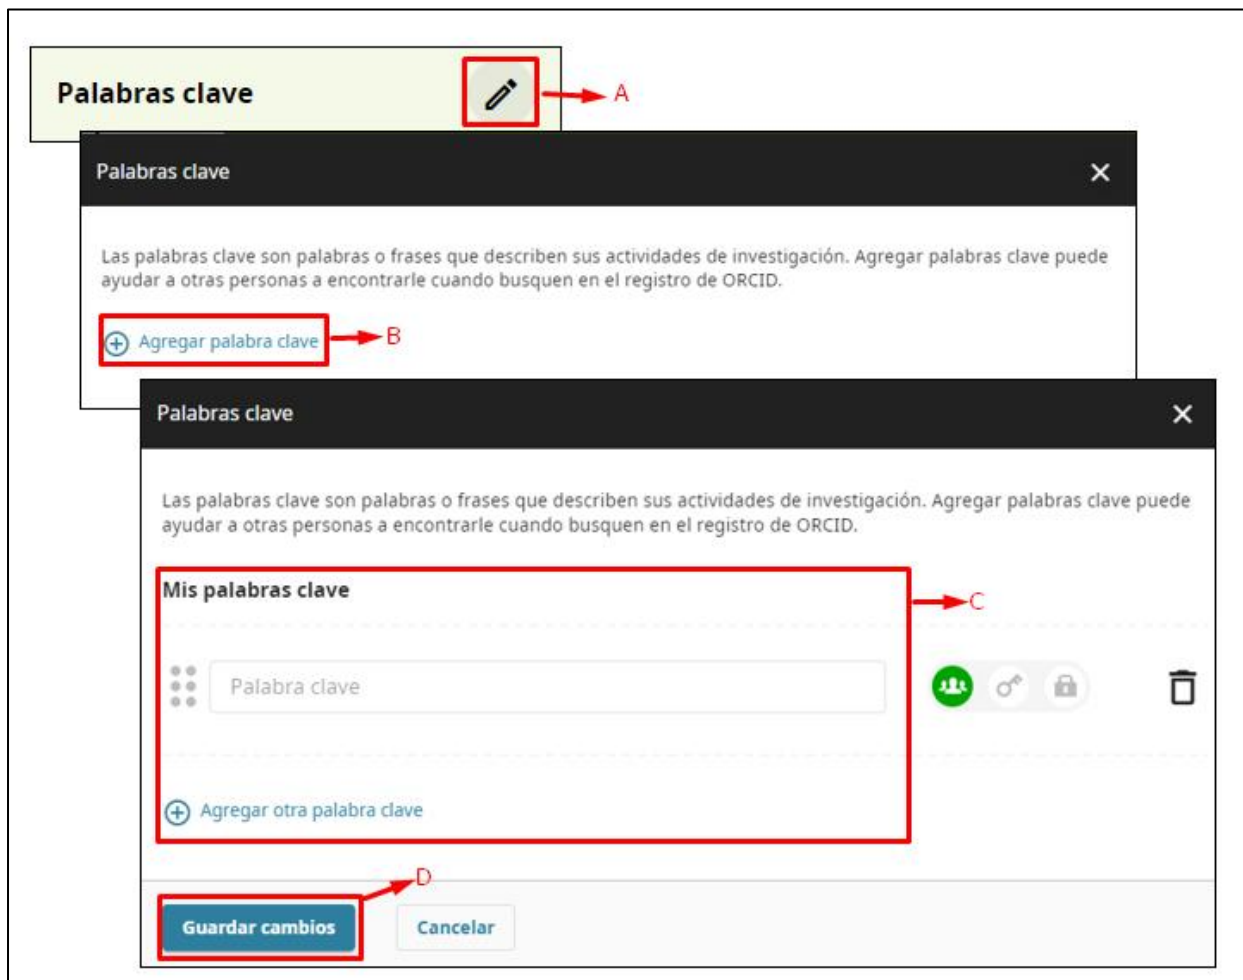 Palabras clave
A
Palabras clave
Las palabras clave son palabras o frases que describen sus actividades de investigación. Agregar palabras clave puede
ayudar a otras personas a encontrarle cuando busquen en el registro de ORCID.
Agregar palabra clave
B
Palabras clave
Las palabras clave son palabras o frases que describen sus actividades de investigación. Agregar palabras clave puede
ayudar a otras personas a encontrarle cuando busquen en el registro de ORCID.
Mis palabras clave
C
Palabra clave
Agregar otra palabra clave
D
Guardar cambios
Cancelar